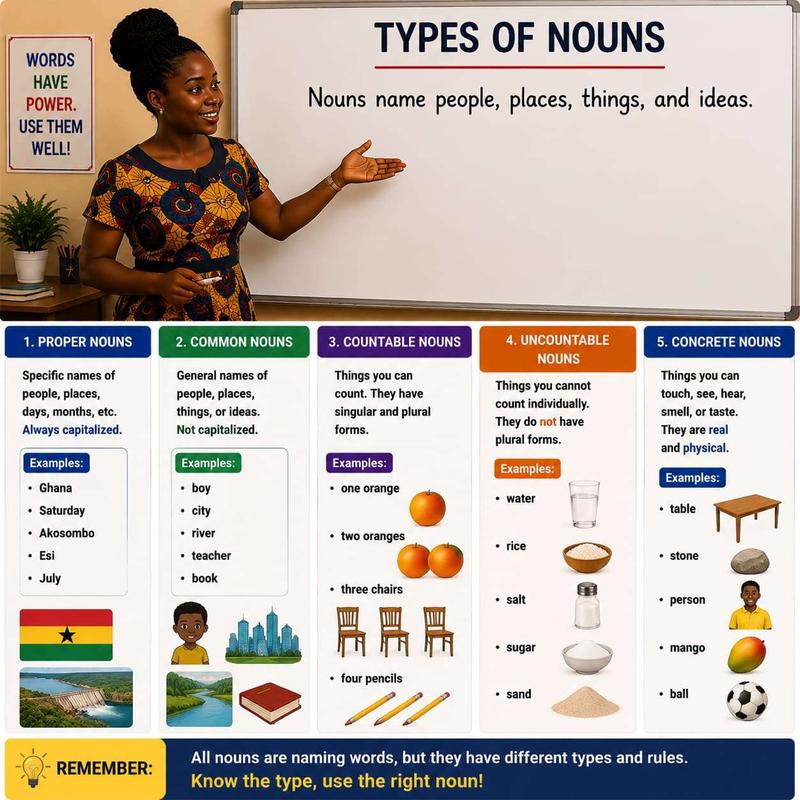 WORDS
HAVE
POWER.
USE THEM
WELL!
TYPES OF NOUNS
Nouns name people, places, things, and ideas.
1. PROPER NOUNS
Specific names of
people, places,
days, months, etc.
Always capitalized.
Examples:
• Ghana
• Saturday
• Akosombo
• Esi
• July
2. COMMON NOUNS
General names of
people, places,
things, or ideas.
Not capitalized.
Examples:
• boy
• city
• river
• teacher
• book
3. COUNTABLE NOUNS
Things you can
count. They have
singular and plural
forms.
Examples:
• one orange
• two oranges
• three chairs
• four pencils
4. UNCOUNTABLE
NOUNS
Things you cannot
count individually.
They do not have
plural forms.
Examples:
• water
• rice
• salt
• sugar
• sand
5. CONCRETE NOUNS
Things you can
touch, see, hear,
smell, or taste.
They are real
and physical.
Examples:
• table
• stone
• person
• mango
• ball
REMEMBER:
All nouns are naming words, but they have different types and rules.
Know the type, use the right noun!